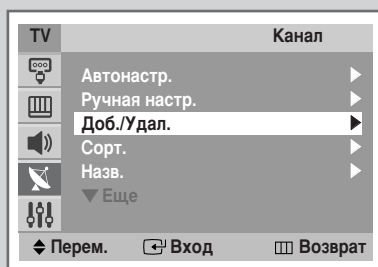 TV Канал
Автонастр.
Ручная настр.
Доб./Удал.
Сорт.
Назв.
Еще
Перем. Вход Возврат